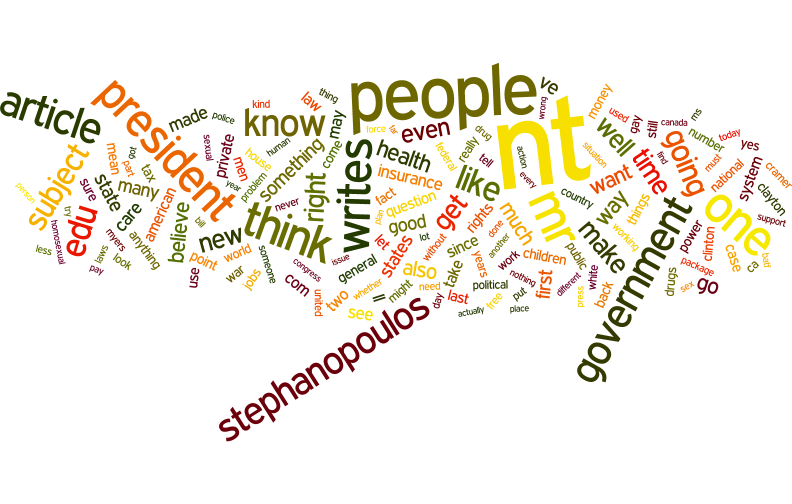 people
nt
article
president
know
think
writes
government
stephanopoulos
one
mr
subject
edu
new
right
something
even
health
insurance
like
get
going
time
well
want
way
make
go
much
good
also
states
first
two
see
many
state
care
believe
made
may
private
men
law
kind
thing
police
sexual
human
house
problem
year
never
come
force
ve
wrong
drug
really
federal
tell
action
every
situation
money
used
gay
still
canada
find
ms
number
today
must
yes
national
system
cramer
clayton
support
bad
c3
case
clinton
power
package
sex
drugs
white
back
public
country
things
working
children
different
press
political
put
free
place
actually
nothing
work
years
another
done
rights
since
take
without
lot
question
fact
let
general
issue
whether
might
need
day
last
ll
com
united
congress
someone
jobs
war
world
point
use
bill
american
tax
mean
part
got
anything
look
myers
laws
pay
try
sure
homosexual
less
person